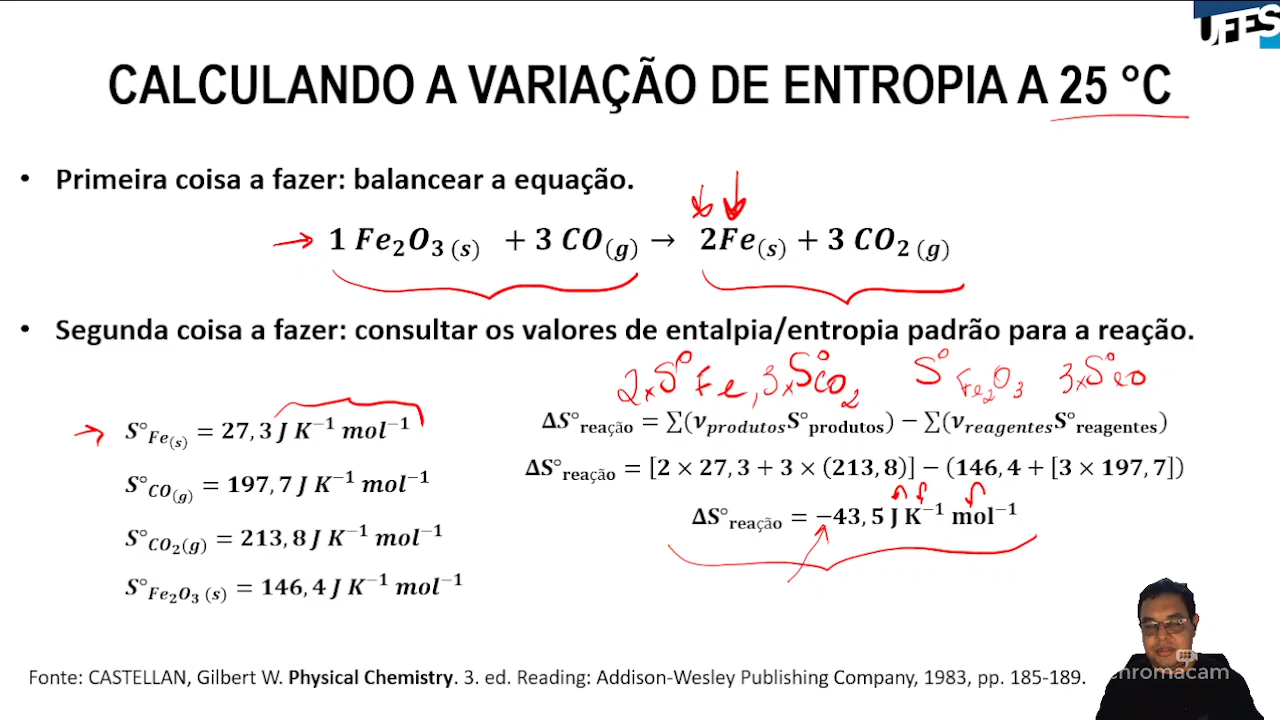 UFES
CALCULANDO A VARIAÇÃO DE ENTROPIA A 25 °C
• Primeira coisa a fazer: balancear a equação.
1 Fe₂O₃ (s) + 3 CO(g) → 2Fe(s) + 3 CO₂ (g)
• Segunda coisa a fazer: consultar os valores de entalpia/entropia padrão para a reação.
2×S° Fe, 3×S°CO₂ S° Fe₂O₃ 3×S°CO
S°Fe(s) = 27,3 J K⁻¹ mol⁻¹
S°CO(g) = 197,7 J K⁻¹ mol⁻¹
S°CO₂(g) = 213,8 J K⁻¹ mol⁻¹
S°Fe₂O₃ (s) = 146,4 J K⁻¹ mol⁻¹
ΔS°reação = ∑(νprodutosS°produtos) − ∑(νreagentesS°reagentes)
ΔS°reação = [2 × 27,3 + 3 × (213,8)] − (146,4 + [3 × 197,7])
ΔS°reação = −43,5 J K⁻¹ mol⁻¹
Fonte: CASTELLAN, Gilbert W. Physical Chemistry. 3. ed. Reading: Addison-Wesley Publishing Company, 1983, pp. 185-189.
chromacam